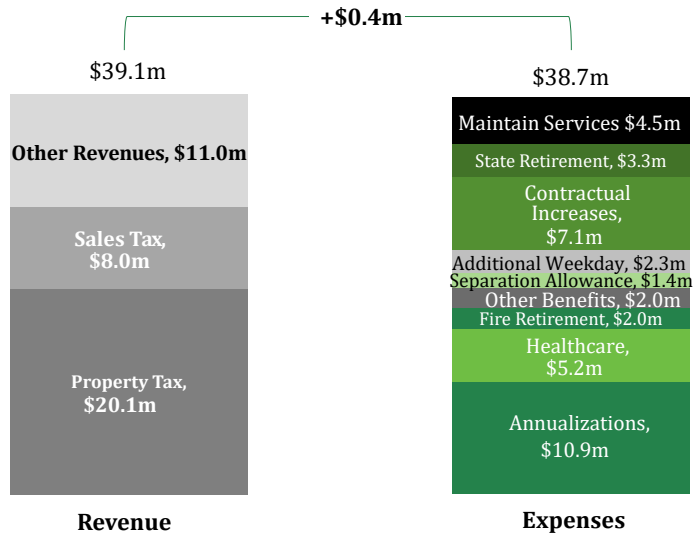 +$0.4m
$39.1m
$38.7m
Other Revenues, $11.0m
Sales Tax,
$8.0m
Property Tax,
$20.1m
Revenue
Maintain Services $4.5m
State Retirement, $3.3m
Contractual
Increases,
$7.1m
Additional Weekday, $2.3m
Separation Allowance, $1.4m
Other Benefits, $2.0m
Fire Retirement, $2.0m
Healthcare,
$5.2m
Annualizations,
$10.9m
Expenses